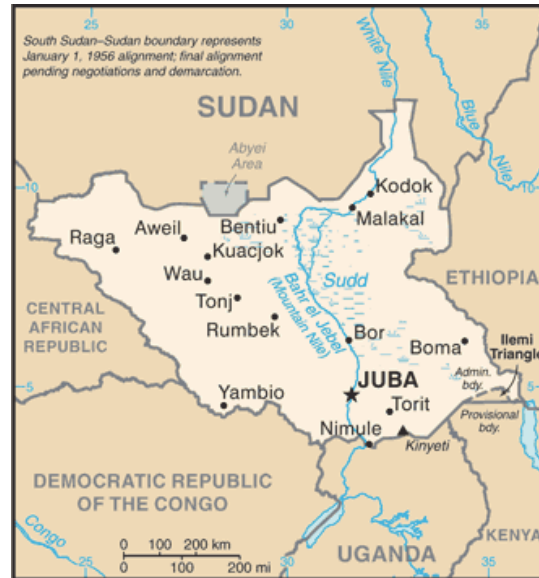 25
30
35
South Sudan–Sudan boundary represents
January 1, 1956 alignment; final alignment
pending negotiations and demarcation.
White Nile
Blue
Nile
SUDAN
Abyei
Area
10
10
Kodok
Malakal
Bentiu
Aweil
Raga
Kuacjok
Wau
Sudd
ETHIOPIA
Tonj
Bahr el Jebel
(Mountain Nile)
CENTRAL
AFRICAN
REPUBLIC
Rumbek
Bor
Boma
Ilemi
Triangle
Admin.
bdy.
JUBA
5
5
Yambio
Torit
Provisional
bdy.
Nimule
Kinyeti
DEMOCRATIC REPUBLIC
OF THE CONGO
Congo
UGANDA
KENYA
25
30
35
0 100 200 km
0 100 200 mi